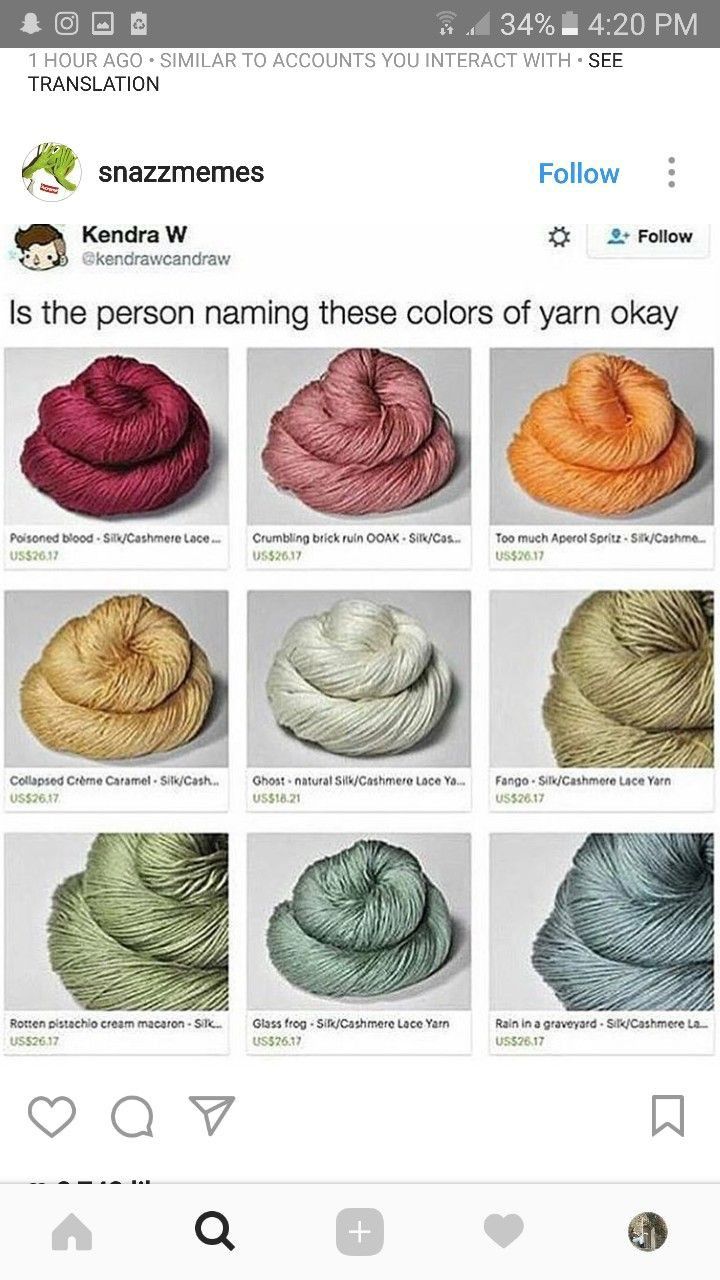 34% 4:20 PM
1 HOUR AGO • SIMILAR TO ACCOUNTS YOU INTERACT WITH • SEE
TRANSLATION
snazzmemes
Follow
Kendra W
@kendrawcandraw
Follow
Is the person naming these colors of yarn okay
Poisoned blood - Silk/Cashmere Lace ...
US$26.17
Crumbling brick ruin OOAK - Silk/Cas...
US$26.17
Too much Aperol Spritz - Silk/Cashme...
US$26.17
Collapsed Crème Caramel - Silk/Cash...
US$26.17
Ghost - natural Silk/Cashmere Lace Ya...
US$18.21
Fango - Silk/Cashmere Lace Yarn
US$26.17
Rotten pistachio cream macaron - Silk...
US$26.17
Glass frog - Silk/Cashmere Lace Yarn
US$26.17
Rain in a graveyard - Silk/Cashmere La...
US$26.17